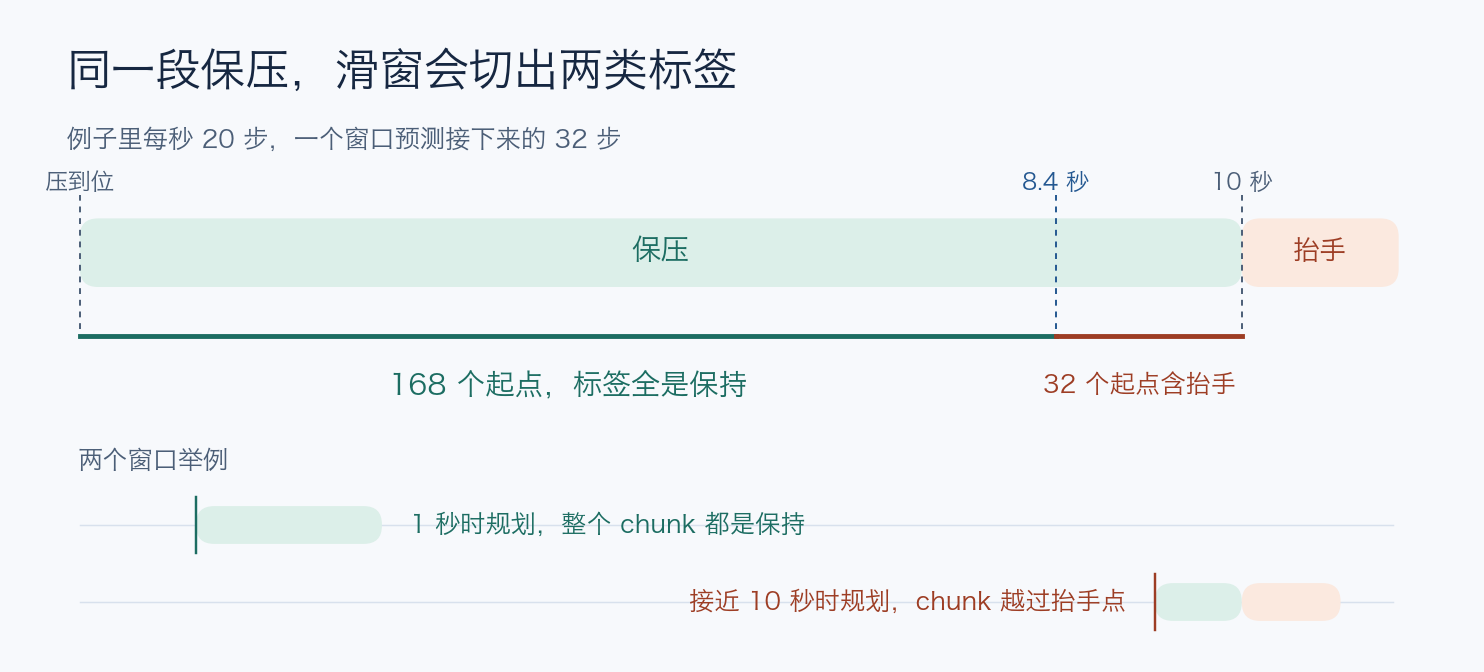 同一段保压，滑窗会切出两类标签
例子里每秒 20 步，一个窗口预测接下来的 32 步
压到位
8.4 秒
10 秒
保压
抬手
168 个起点，标签全是保持
32 个起点含抬手
两个窗口举例
1 秒时规划，整个 chunk 都是保持
接近 10 秒时规划，chunk 越过抬手点